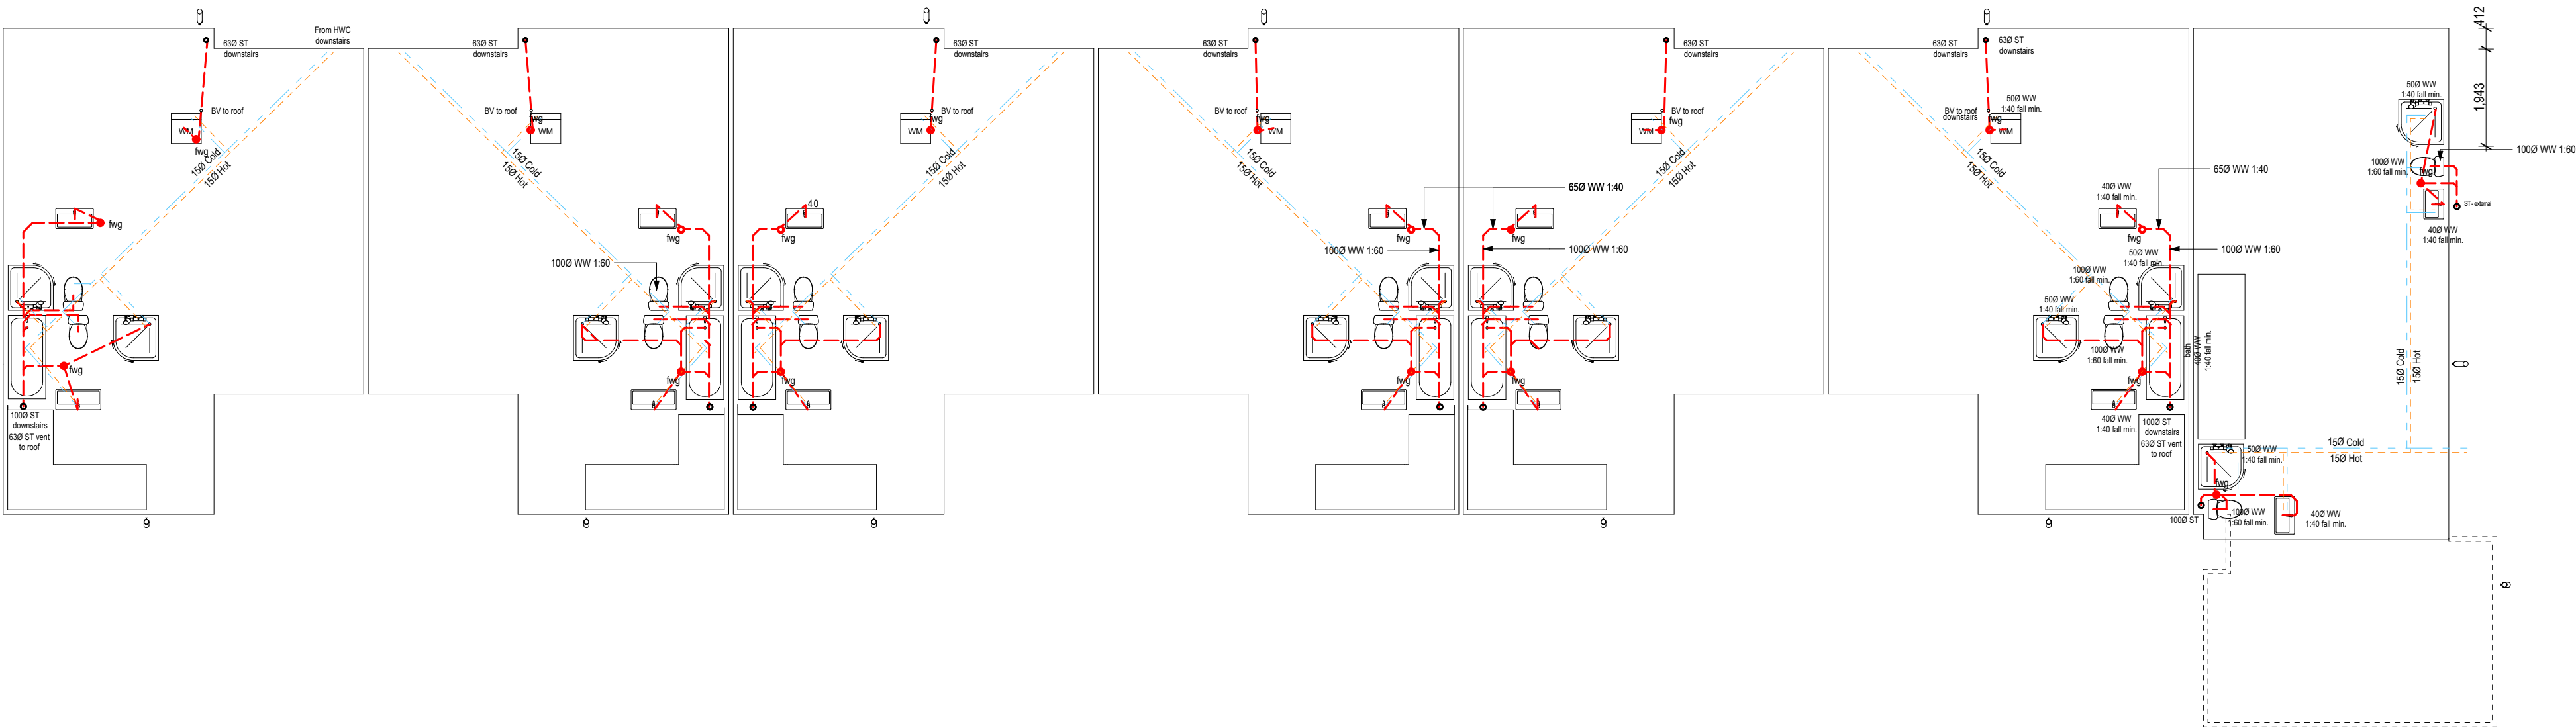 From HWC
downstairs
63Ø ST
downstairs
BV to roof
WM
fwg
15Ø Cold
15Ø Hot
fwg
fwg
100Ø ST
downstairs
63Ø ST vent
to roof
63Ø ST
downstairs
BV to roof
fwg
WM
15Ø Cold
15Ø Hot
fwg
100Ø WW 1:60
fwg
63Ø ST
downstairs
BV to roof
fwg
WM
15Ø Cold
15Ø Hot
40
fwg
fwg
63Ø ST
downstairs
BV to roof
fwg
WM
15Ø Cold
15Ø Hot
65Ø WW 1:40
fwg
100Ø WW 1:60
fwg
63Ø ST
downstairs
BV to roof
fwg
WM
15Ø Cold
15Ø Hot
fwg
100Ø WW 1:60
fwg
63Ø ST
downstairs
63Ø ST
downstairs
50Ø WW
1:40 fall min.
BV to roof
downstairs
fwg
WM
15Ø Cold
15Ø Hot
65Ø WW 1:40
40Ø WW
1:40 fall min.
fwg
100Ø WW 1:60
50Ø WW
1:40 fall min.
100Ø WW
1:60 fall min.
50Ø WW
1:40 fall min.
100Ø WW
1:60 fall min.
bath
40Ø WW
1:40 fall min.
fwg
40Ø WW
1:40 fall min.
100Ø ST
downstairs
63Ø ST vent
to roof
412
1,943
50Ø WW
1:40 fall min.
100Ø WW 1:60
100Ø WW
1:60 fall min.
fwg
ST - external
40Ø WW
1:40 fall min.
15Ø Cold
15Ø Hot
15Ø Cold
15Ø Hot
50Ø WW
1:40 fall min.
fwg
100Ø ST
100Ø WW
1:60 fall min.
40Ø WW
1:40 fall min.